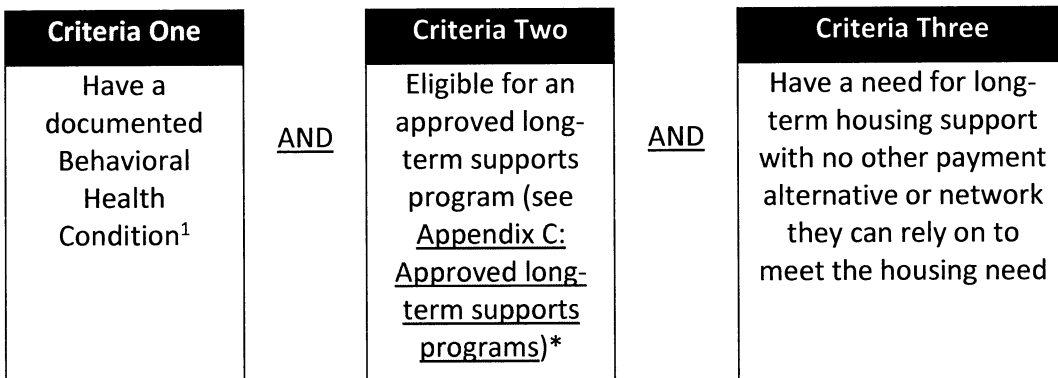 Criteria One
Have a
documented
Behavioral
Health
Condition¹
AND
Criteria Two
Eligible for an
approved long-
term supports
program (see
Appendix C:
Approved long-
term supports
programs)*
AND
Criteria Three
Have a need for long-
term housing support
with no other payment
alternative or network
they can rely on to
meet the housing need